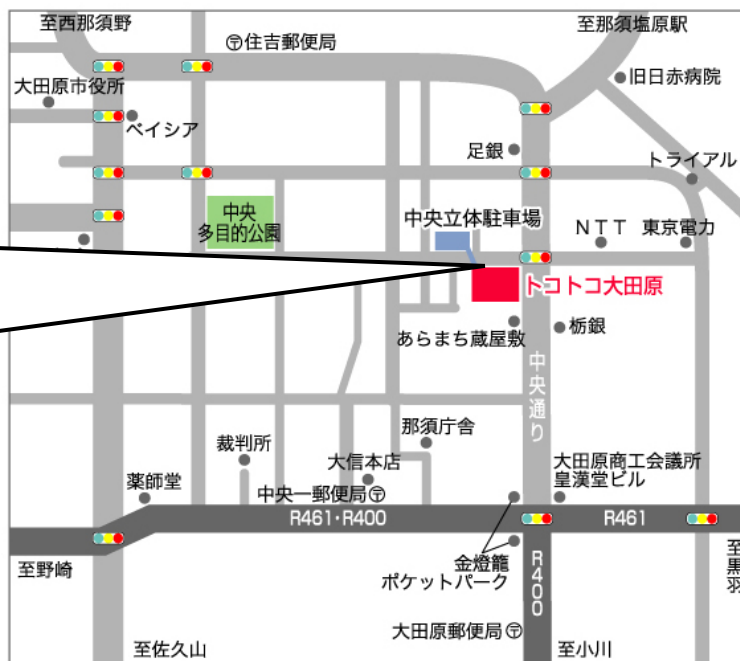 至西那須野
〒住吉郵便局
至那須塩原駅
大田原市役所
旧日赤病院
ベイシア
足銀
トライアル
中央
多目的公園
中央立体駐車場
NTT
東京電力
トコトコ大田原
あらまち蔵屋敷
栃銀
中央通り
那須庁舎
裁判所
大信本店
大田原商工会議所
皇漢堂ビル
薬師堂
中央一郵便局〒
R461・R400
R461
至野崎
金燈籠
ポケットパーク
R400
至黒羽
大田原郵便局〒
至佐久山
至小川